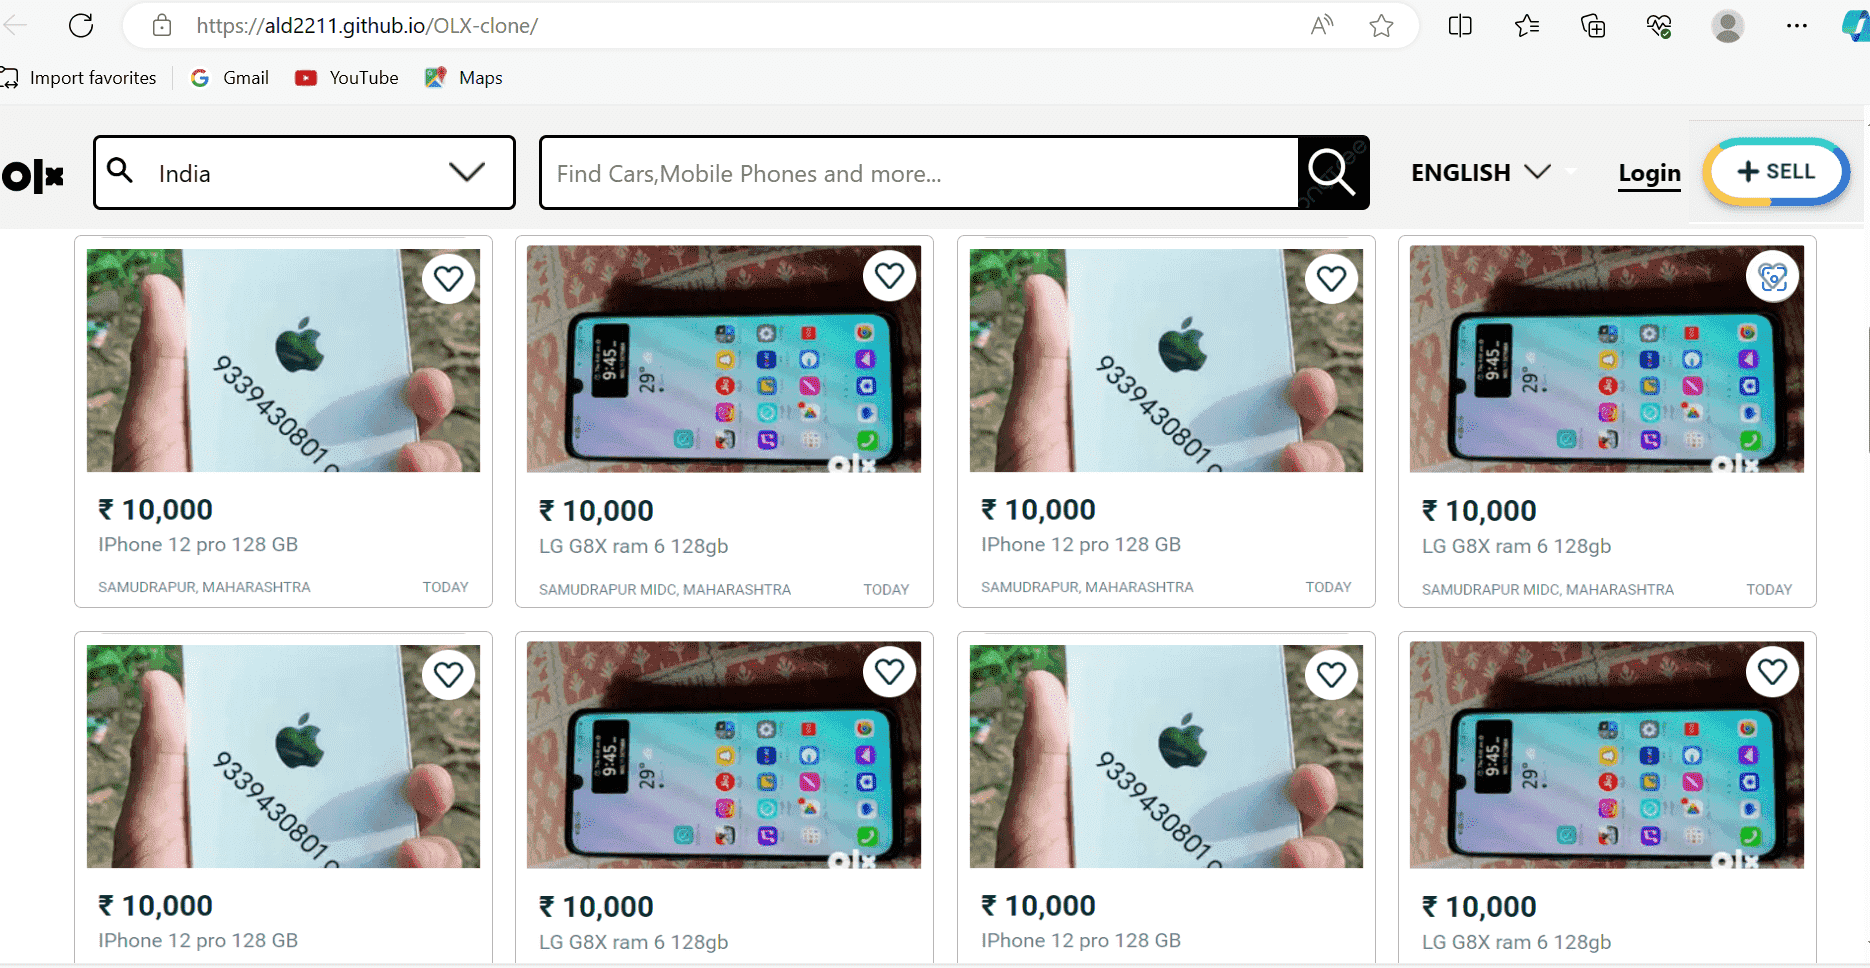 https://ald2211.github.io/OLX-clone/
Import favorites
Gmail
YouTube
Maps
olx
India
Find Cars,Mobile Phones and more...
ENGLISH
Login
+ SELL
9339430801
9:45
29°
olx
9339430801
9:45
29°
olx
₹ 10,000
₹ 10,000
₹ 10,000
₹ 10,000
IPhone 12 pro 128 GB
LG G8X ram 6 128gb
IPhone 12 pro 128 GB
LG G8X ram 6 128gb
SAMUDRAPUR, MAHARASHTRA TODAY
SAMUDRAPUR MIDC, MAHARASHTRA TODAY
SAMUDRAPUR, MAHARASHTRA TODAY
SAMUDRAPUR MIDC, MAHARASHTRA TODAY
9339430801
9:45
29°
olx
9339430801
9:45
29°
olx
₹ 10,000
₹ 10,000
₹ 10,000
₹ 10,000
IPhone 12 pro 128 GB
LG G8X ram 6 128gb
IPhone 12 pro 128 GB
LG G8X ram 6 128gb